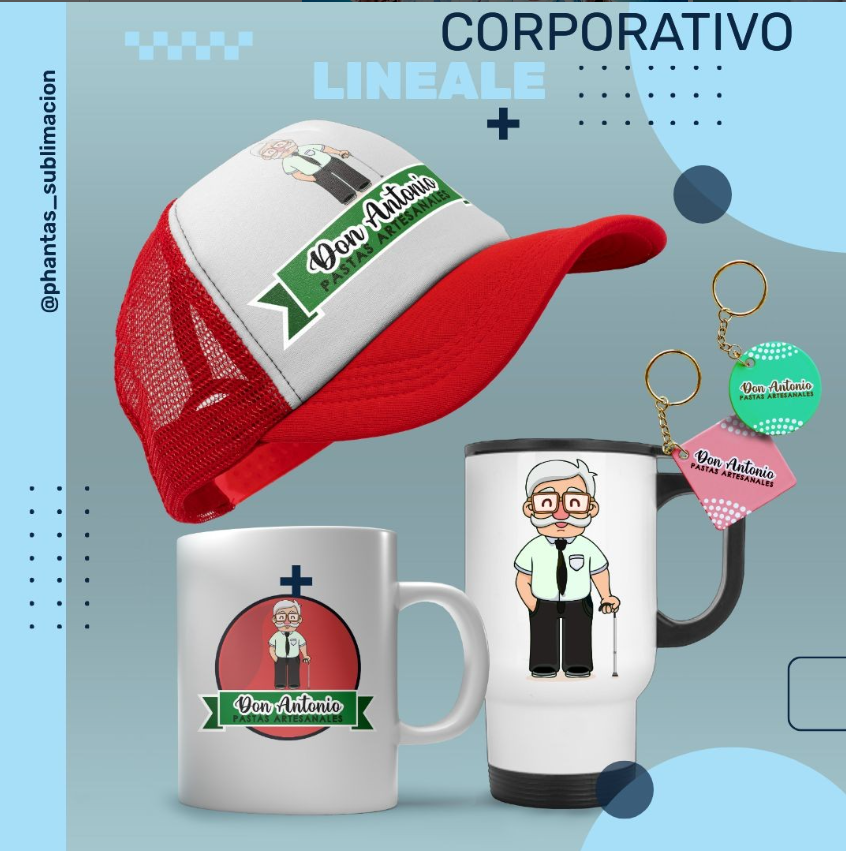 CORPORATIVO
LINEALE
@phantas_sublimacion
Don Antonio
PASTAS ARTESANALES
Don Antonio
PASTAS ARTESANALES
Don Antonio
PASTAS ARTESANALES
Don Antonio
PASTAS ARTESANALES